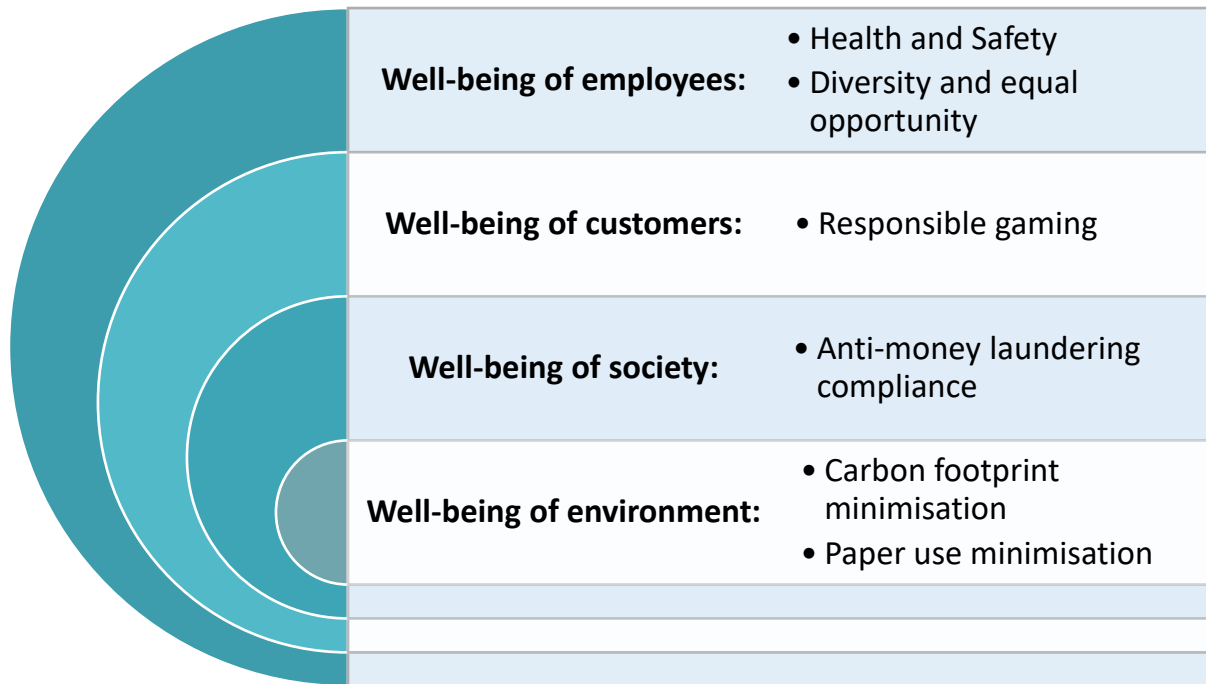 Well-being of employees:
• Health and Safety
• Diversity and equal
opportunity
Well-being of customers:
• Responsible gaming
Well-being of society:
• Anti-money laundering
compliance
Well-being of environment:
• Carbon footprint
minimisation
• Paper use minimisation